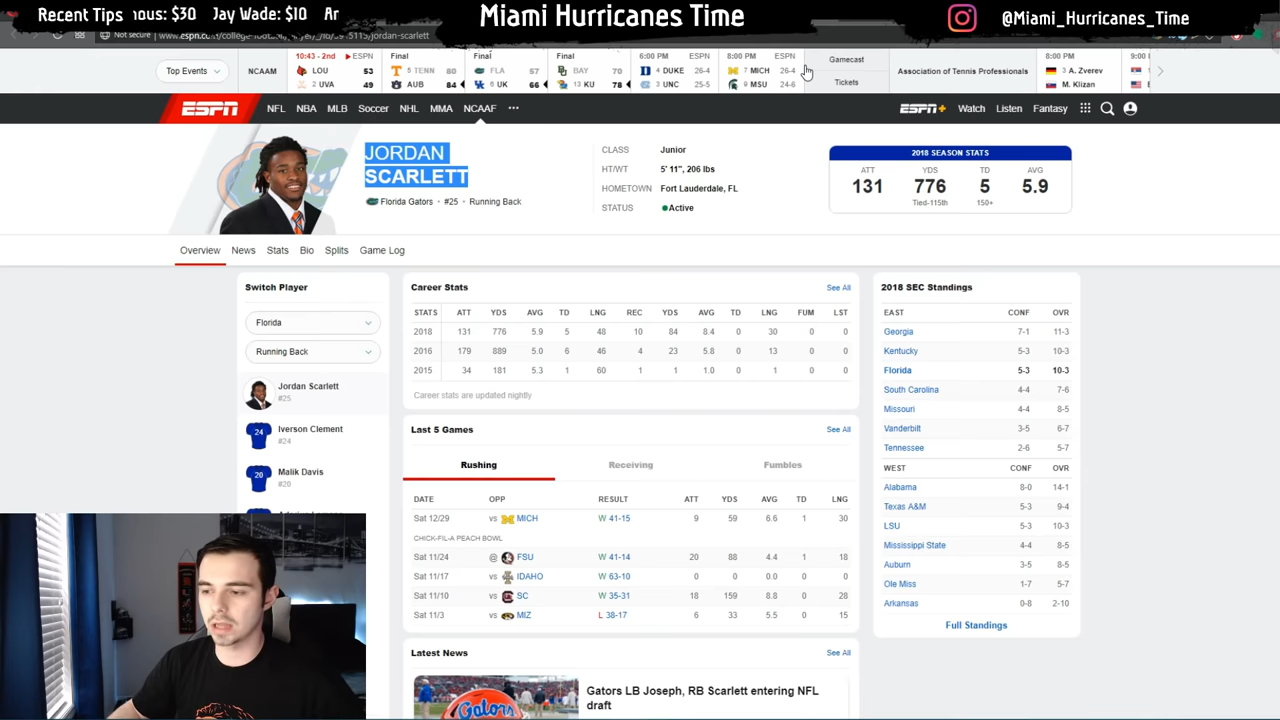 Recent Tips
nous: $30 Jay Wade: $10 Ar
Miami Hurricanes Time
@Miami_Hurricanes_Time
Not secure
jordan-scarlett
Top Events
NCAAM
10:43 - 2nd ESPN
LOU 53
2 UVA 49
Final
5 TENN 80
AUB 84
Final
FLA 57
6 UK 66
Final
BAY 70
13 KU 78
6:00 PM ESPN
4 DUKE 26-4
3 UNC 25-5
8:00 PM ESPN
7 MICH 26-4
9 MSU 24-6
Gamecast
Tickets
Association of Tennis Professionals
8:00 PM
3 A. Zverev
M. Klizan
9:00
ESPN NFL NBA MLB Soccer NHL MMA NCAAF ... ESPN+ Watch Listen Fantasy
JORDAN
SCARLETT
Florida Gators · #25 · Running Back
CLASS Junior
HT/WT 5' 11", 206 lbs
HOMETOWN Fort Lauderdale, FL
STATUS Active
2018 SEASON STATS
ATT YDS TD AVG
131 776 5 5.9
Tied-115th 150+
Overview News Stats Bio Splits Game Log
Switch Player
Florida
Running Back
Jordan Scarlett
#25
24 Iverson Clement
#24
20 Malik Davis
#20
Career Stats See All
STATS ATT YDS AVG TD LNG REC YDS AVG TD LNG FUM LST
2018 131 776 5.9 5 48 10 84 8.4 0 30 0 0
2016 179 889 5.0 6 46 4 23 5.8 0 13 0 0
2015 34 181 5.3 1 60 1 1 1.0 0 1 0 0
Career stats are updated nightly
Last 5 Games See All
Rushing Receiving Fumbles
DATE OPP RESULT ATT YDS AVG TD LNG
Sat 12/29 vs MICH W 41-15 9 59 6.6 1 30
CHICK-FIL-A PEACH BOWL
Sat 11/24 @ FSU W 41-14 20 88 4.4 1 18
Sat 11/17 vs IDAHO W 63-10 0 0 0.0 0 0
Sat 11/10 vs SC W 35-31 18 159 8.8 0 28
Sat 11/3 vs MIZ L 38-17 6 33 5.5 0 15
Latest News See All
Gators LB Joseph, RB Scarlett entering NFL
draft
Gators
2018 SEC Standings
EAST CONF OVR
Georgia 7-1 11-3
Kentucky 5-3 10-3
Florida 5-3 10-3
South Carolina 4-4 7-6
Missouri 4-4 8-5
Vanderbilt 3-5 6-7
Tennessee 2-6 5-7
WEST CONF OVR
Alabama 8-0 14-1
Texas A&M 5-3 9-4
LSU 5-3 10-3
Mississippi State 4-4 8-5
Auburn 3-5 8-5
Ole Miss 1-7 5-7
Arkansas 0-8 2-10
Full Standings